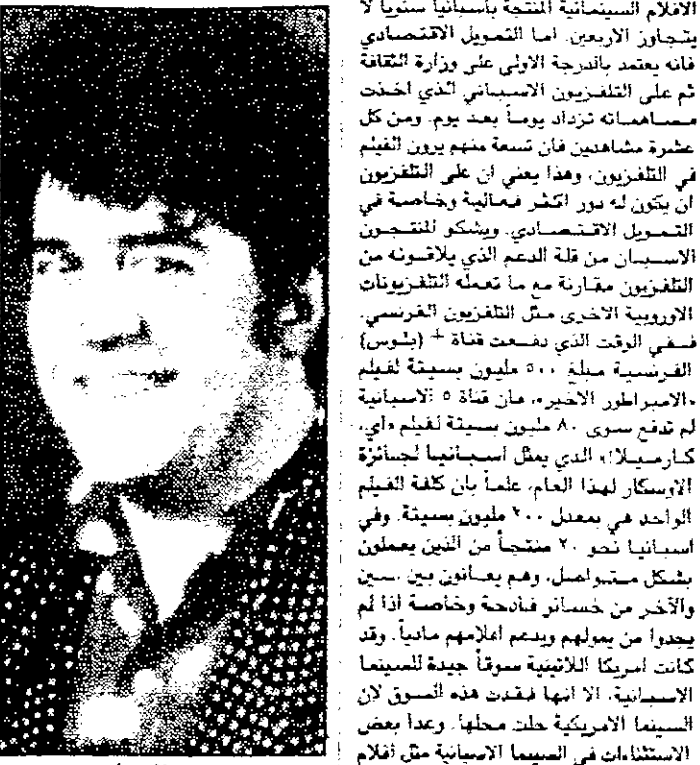 الافلام السينمائية المنتجة بأسبانيا سنوياً لا
يتجاوز الاربعين. اما التمويل الاقتصادي
فانه يعتمد بالدرجة الاولى على وزارة الثقافة
ثم على التلفزيون الاسباني الذي اخذت
مساهماته تزداد يوماً بعد يوم. ومن كل
عشرة مشاهدين فان تسعة منهم يرون الفيلم
في التلفزيون، وهذا يعني ان على التلفزيون
ان يكون له دور اكثر فعالية وخاصة في
التمويل الاقتصادي. ويشكو المنتجون
الاسبان من قلة الدعم الذي يلاقونه من
التلفزيون مقارنة مع ما تعمله التلفزيونات
الاوروبية الاخرى مثل التلفزيون الفرنسي.
ففي الوقت الذي دفعت قناة + (بلوس)
الفرنسية مبلغ ٥٠٠ مليون بسيتة لفيلم
«الامبراطور الاخير»، فان قناة ٥ الاسبانية
لم تدفع سوى ٨٠ مليون بسيتة لفيلم «آي،
كارميلا!» الذي يمثل اسبانيا لجائزة
الاوسكار لهذا العام، علماً بان كلفة الفيلم
الواحد هي بمعدل ٢٠٠ مليون بسيتة. وفي
اسبانيا نحو ٢٠ منتجاً من الذين يعملون
بشكل متواصل، وهم يعانون بين حين
والآخر من خسائر فادحة وخاصة اذا لم
يجدوا من يمولهم ويدعم افلامهم مادياً. وقد
كانت امريكا اللاتينية سوقاً جيدة للسينما
الاسبانية، الا انها فقدت هذه السوق لان
السينما الامريكية حلت محلها. وعدا بعض
الاستثناءات في السينما الاسبانية مثل افلام